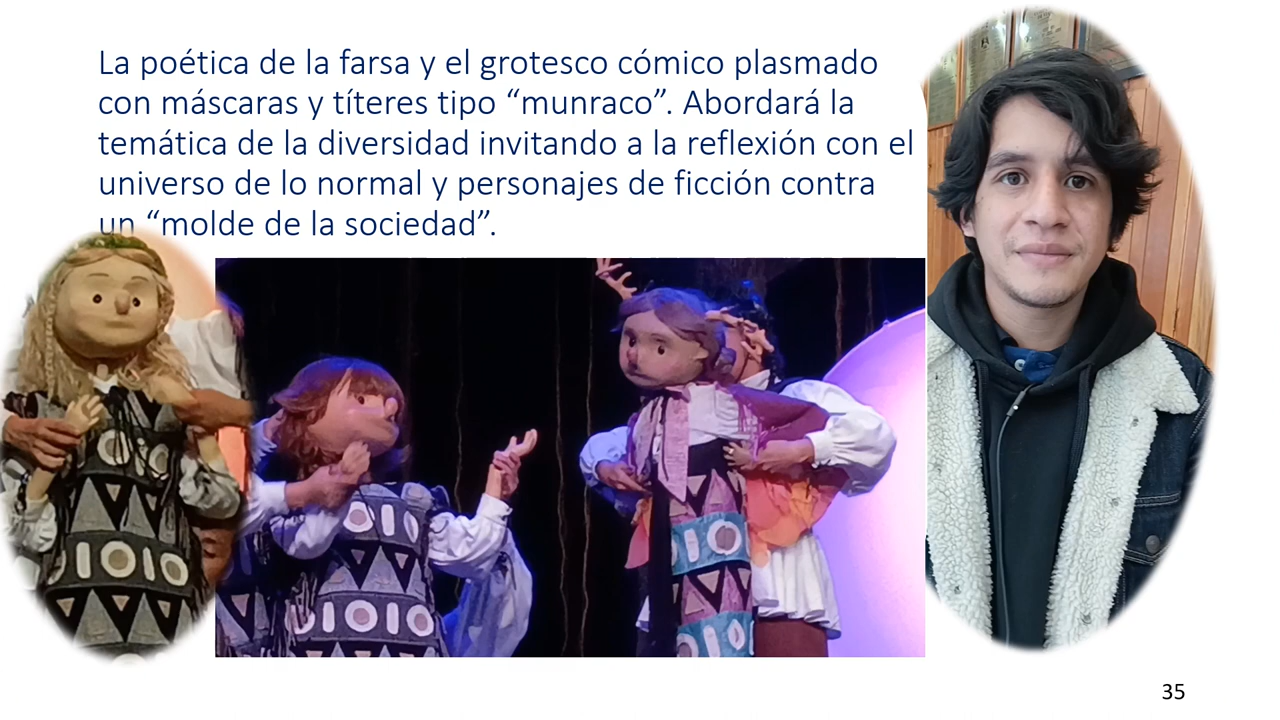 La poética de la farsa y el grotesco cómico plasmado
con máscaras y títeres tipo “munraco”. Abordará la
temática de la diversidad invitando a la reflexión con el
universo de lo normal y personajes de ficción contra
un “molde de la sociedad”.
35